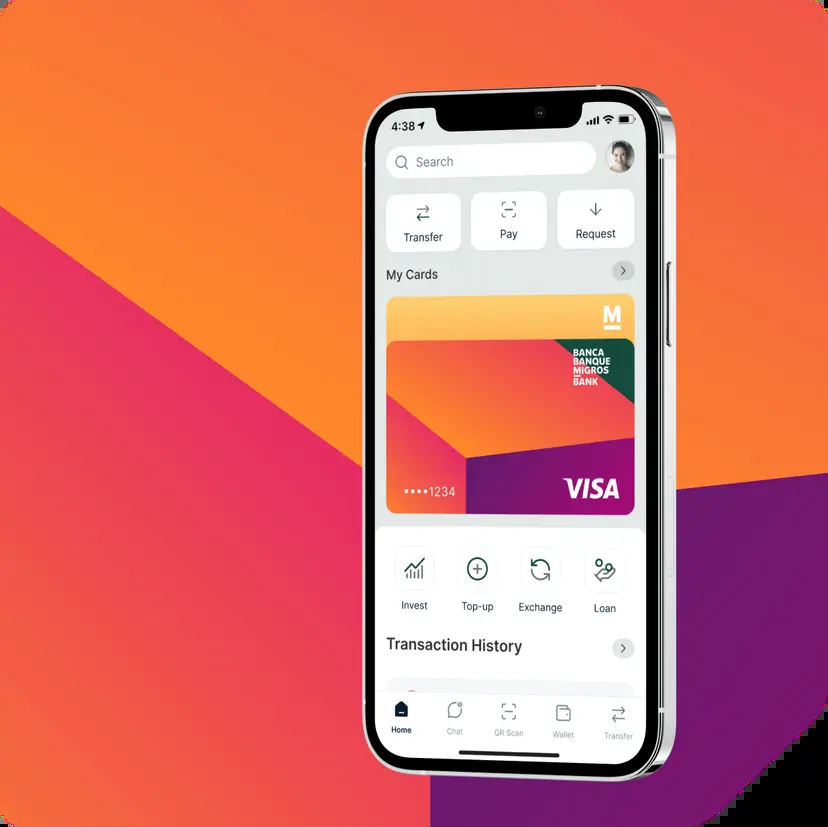 4:38
Search
Transfer
Pay
Request
My Cards
M
BANCA
BANQUE
MIGROS
BANK
••••1234
VISA
Invest
Top-up
Exchange
Loan
Transaction History
Home
Chat
QR Scan
Wallet
Transfer